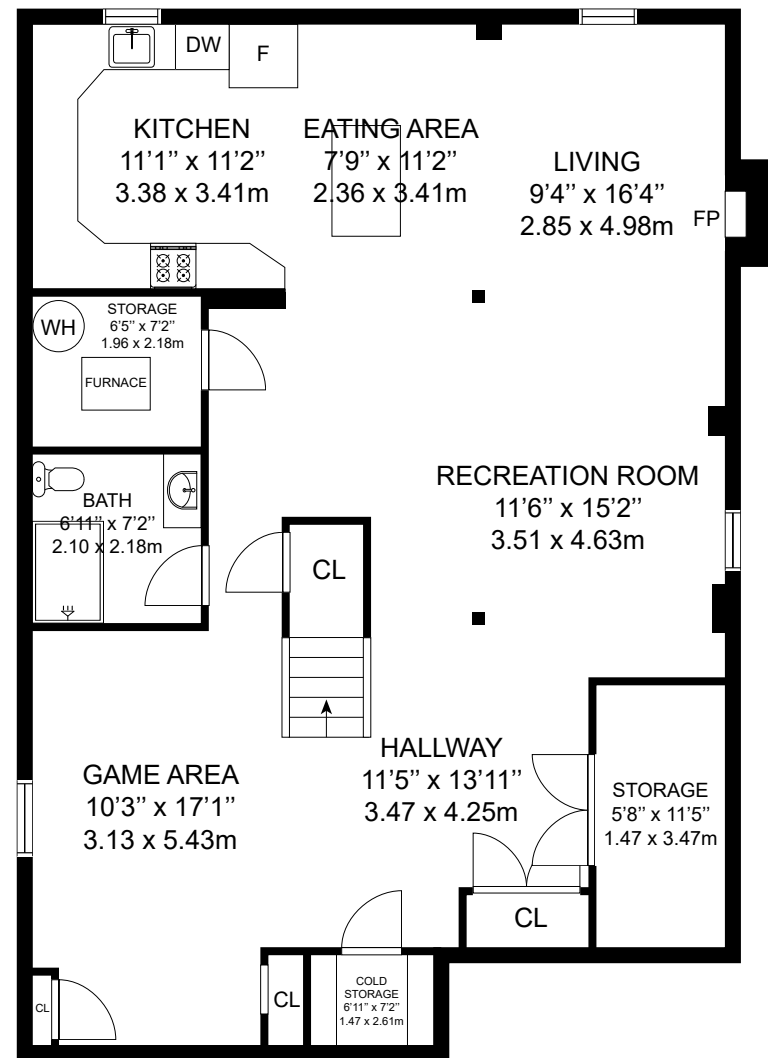 DW
F
KITCHEN
11'1'' x 11'2''
3.38 x 3.41m
EATING AREA
7'9'' x 11'2''
2.36 x 3.41m
LIVING
9'4'' x 16'4''
2.85 x 4.98m
FP
STORAGE
6'5'' x 7'2''
1.96 x 2.18m
WH
FURNACE
BATH
6'11'' x 7'2''
2.10 x 2.18m
RECREATION ROOM
11'6'' x 15'2''
3.51 x 4.63m
CL
HALLWAY
11'5'' x 13'11''
3.47 x 4.25m
GAME AREA
10'3'' x 17'1''
3.13 x 5.43m
STORAGE
5'8'' x 11'5''
1.47 x 3.47m
CL
CL
CL
COLD
STORAGE
6'11'' x 7'2''
1.47 x 2.61m